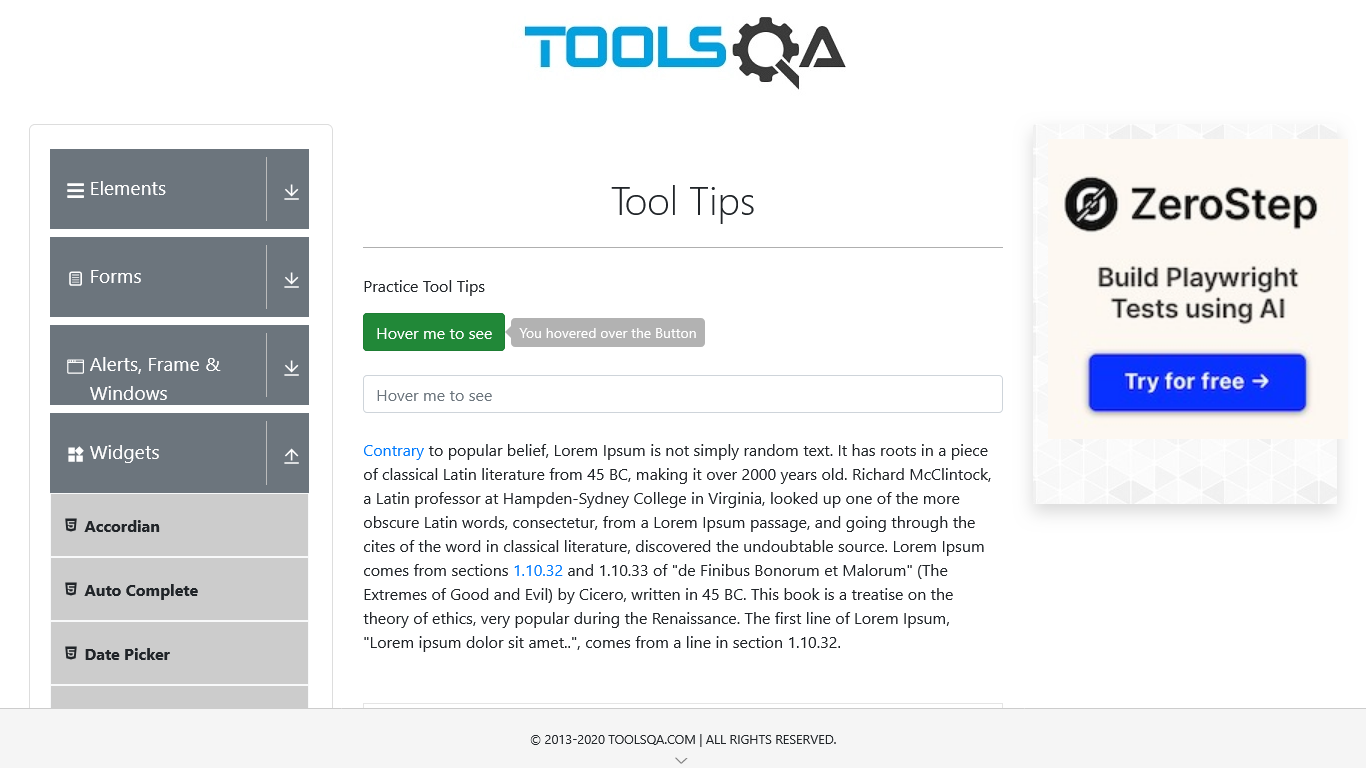 TOOLSQA
Elements
Forms
Alerts, Frame &
Windows
Widgets
Accordian
Auto Complete
Date Picker
Tool Tips
Practice Tool Tips
Hover me to see
You hovered over the Button
Hover me to see
Contrary to popular belief, Lorem Ipsum is not simply random text. It has roots in a piece
of classical Latin literature from 45 BC, making it over 2000 years old. Richard McClintock,
a Latin professor at Hampden-Sydney College in Virginia, looked up one of the more
obscure Latin words, consectetur, from a Lorem Ipsum passage, and going through the
cites of the word in classical literature, discovered the undoubtable source. Lorem Ipsum
comes from sections 1.10.32 and 1.10.33 of "de Finibus Bonorum et Malorum" (The
Extremes of Good and Evil) by Cicero, written in 45 BC. This book is a treatise on the
theory of ethics, very popular during the Renaissance. The first line of Lorem Ipsum,
"Lorem ipsum dolor sit amet..", comes from a line in section 1.10.32.
ZeroStep
Build Playwright
Tests using AI
Try for free →
© 2013-2020 TOOLSQA.COM | ALL RIGHTS RESERVED.